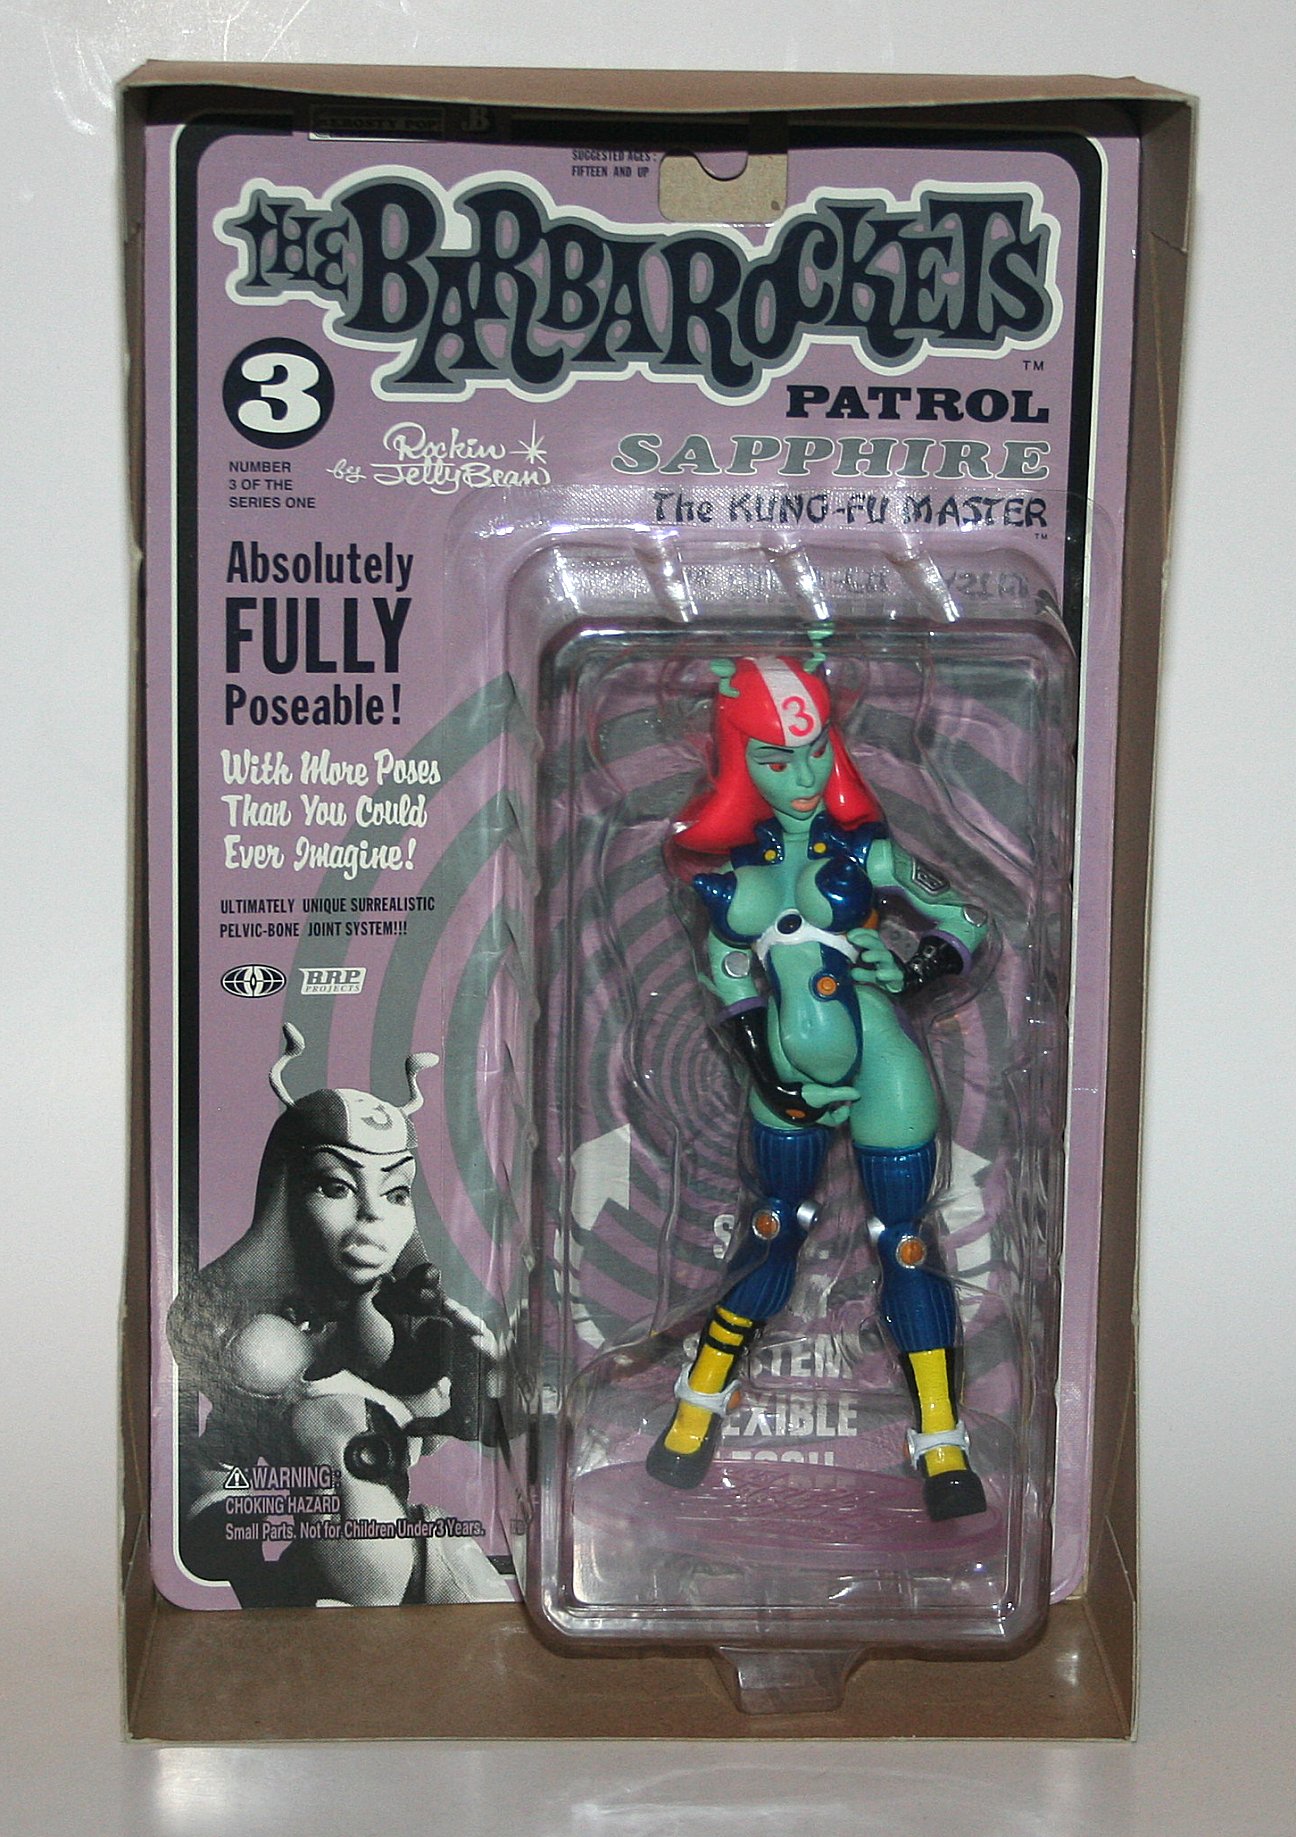 EROSTY POP
SUGGESTED AGES:
FIFTEEN AND UP
THE BARBAROCKETS
TM
3
PATROL
NUMBER
3 OF THE
SERIES ONE
Rockin
by Jelly Bean
SAPPHIRE
The KUNG-FU MASTER
TM
Absolutely
FULLY
Poseable!
With More Poses
Than You Could
Ever Imagine!
ULTIMATELY UNIQUE SURREALISTIC
PELVIC-BONE JOINT SYSTEM!!!
BRP
PROJECTS
3
3
WARNING:
CHOKING HAZARD
Small Parts. Not for Children Under 3 Years.